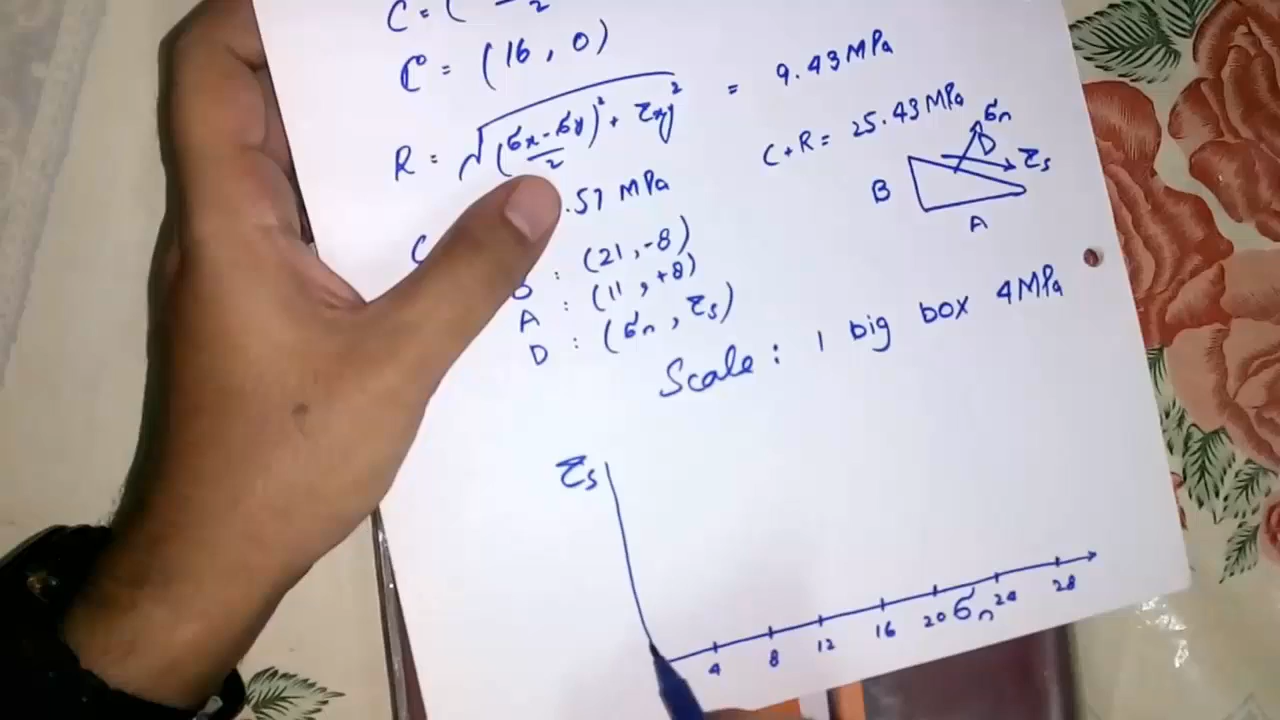 C = ( 2
C = (16, 0)
R = √((σx-σy)/2)² + τxy² = 9.43 MPa
C+R = 25.43 MPa
.57 MPa
σn
D
τs
B
A
: (21, -8)
A : (11, +8)
D : (σn, τs)
Scale : 1 big box 4MPa
τs
4 8 12 16 20 24 28
σn